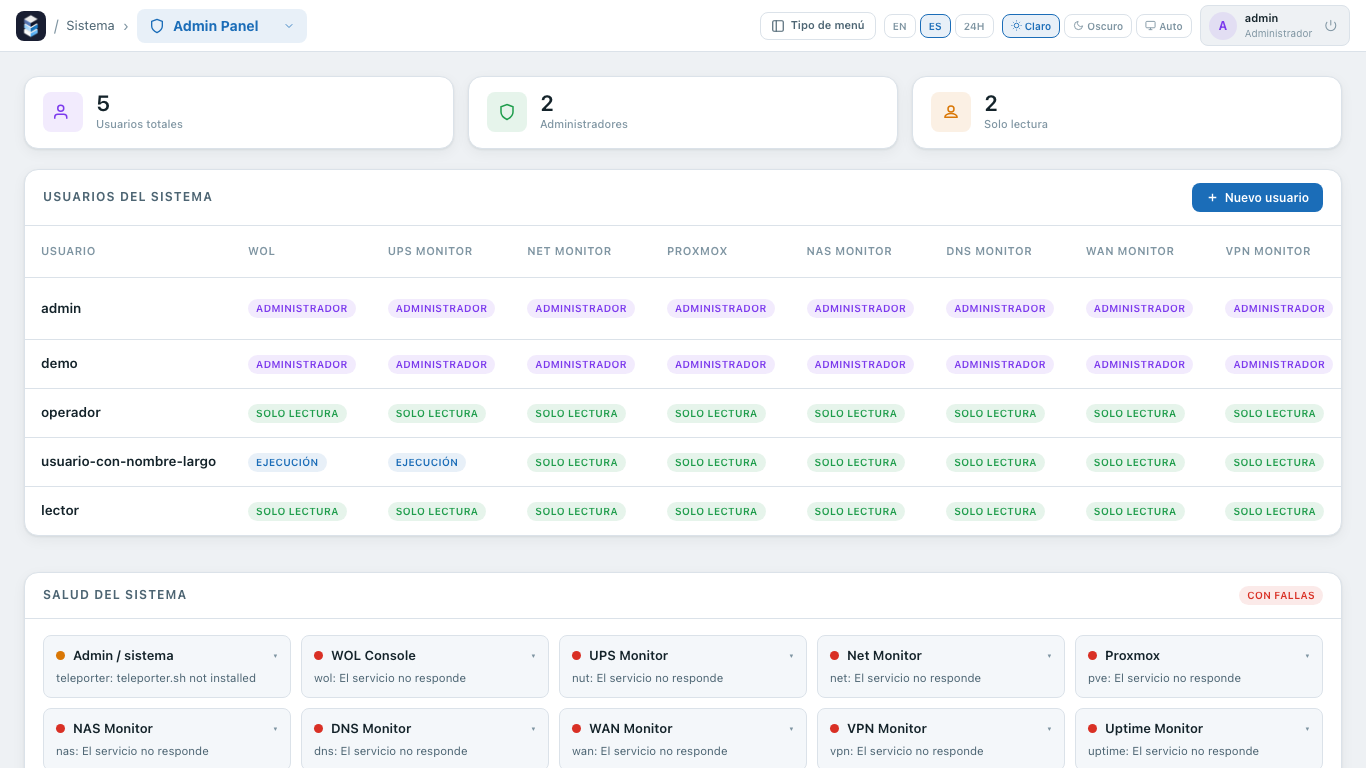 / Sistema › Admin Panel Tipo de menú EN ES 24H Claro Oscuro Auto A admin
Administrador
5
Usuarios totales
2
Administradores
2
Solo lectura
USUARIOS DEL SISTEMA + Nuevo usuario
USUARIO WOL UPS MONITOR NET MONITOR PROXMOX NAS MONITOR DNS MONITOR WAN MONITOR VPN MONITOR
admin ADMINISTRADOR ADMINISTRADOR ADMINISTRADOR ADMINISTRADOR ADMINISTRADOR ADMINISTRADOR ADMINISTRADOR ADMINISTRADOR
demo ADMINISTRADOR ADMINISTRADOR ADMINISTRADOR ADMINISTRADOR ADMINISTRADOR ADMINISTRADOR ADMINISTRADOR ADMINISTRADOR
operador SOLO LECTURA SOLO LECTURA SOLO LECTURA SOLO LECTURA SOLO LECTURA SOLO LECTURA SOLO LECTURA SOLO LECTURA
usuario-con-nombre-largo EJECUCIÓN EJECUCIÓN SOLO LECTURA SOLO LECTURA SOLO LECTURA SOLO LECTURA SOLO LECTURA SOLO LECTURA
lector SOLO LECTURA SOLO LECTURA SOLO LECTURA SOLO LECTURA SOLO LECTURA SOLO LECTURA SOLO LECTURA SOLO LECTURA
SALUD DEL SISTEMA CON FALLAS
Admin / sistema WOL Console UPS Monitor Net Monitor Proxmox
teleporter: teleporter.sh not installed wol: El servicio no responde nut: El servicio no responde net: El servicio no responde pve: El servicio no responde
NAS Monitor DNS Monitor WAN Monitor VPN Monitor Uptime Monitor
nas: El servicio no responde dns: El servicio no responde wan: El servicio no responde vpn: El servicio no responde uptime: El servicio no responde